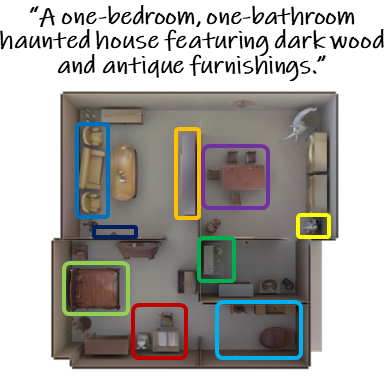 “A one-bedroom, one-bathroom
haunted house featuring dark wood
and antique furnishings.”